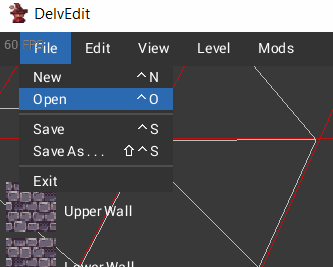 DelvEdit
60 FPS
File Edit View Level Mods
New ^N
Open ^O
Save ^S
Save As... ⇧^S
Exit
Upper Wall
Lower Wall